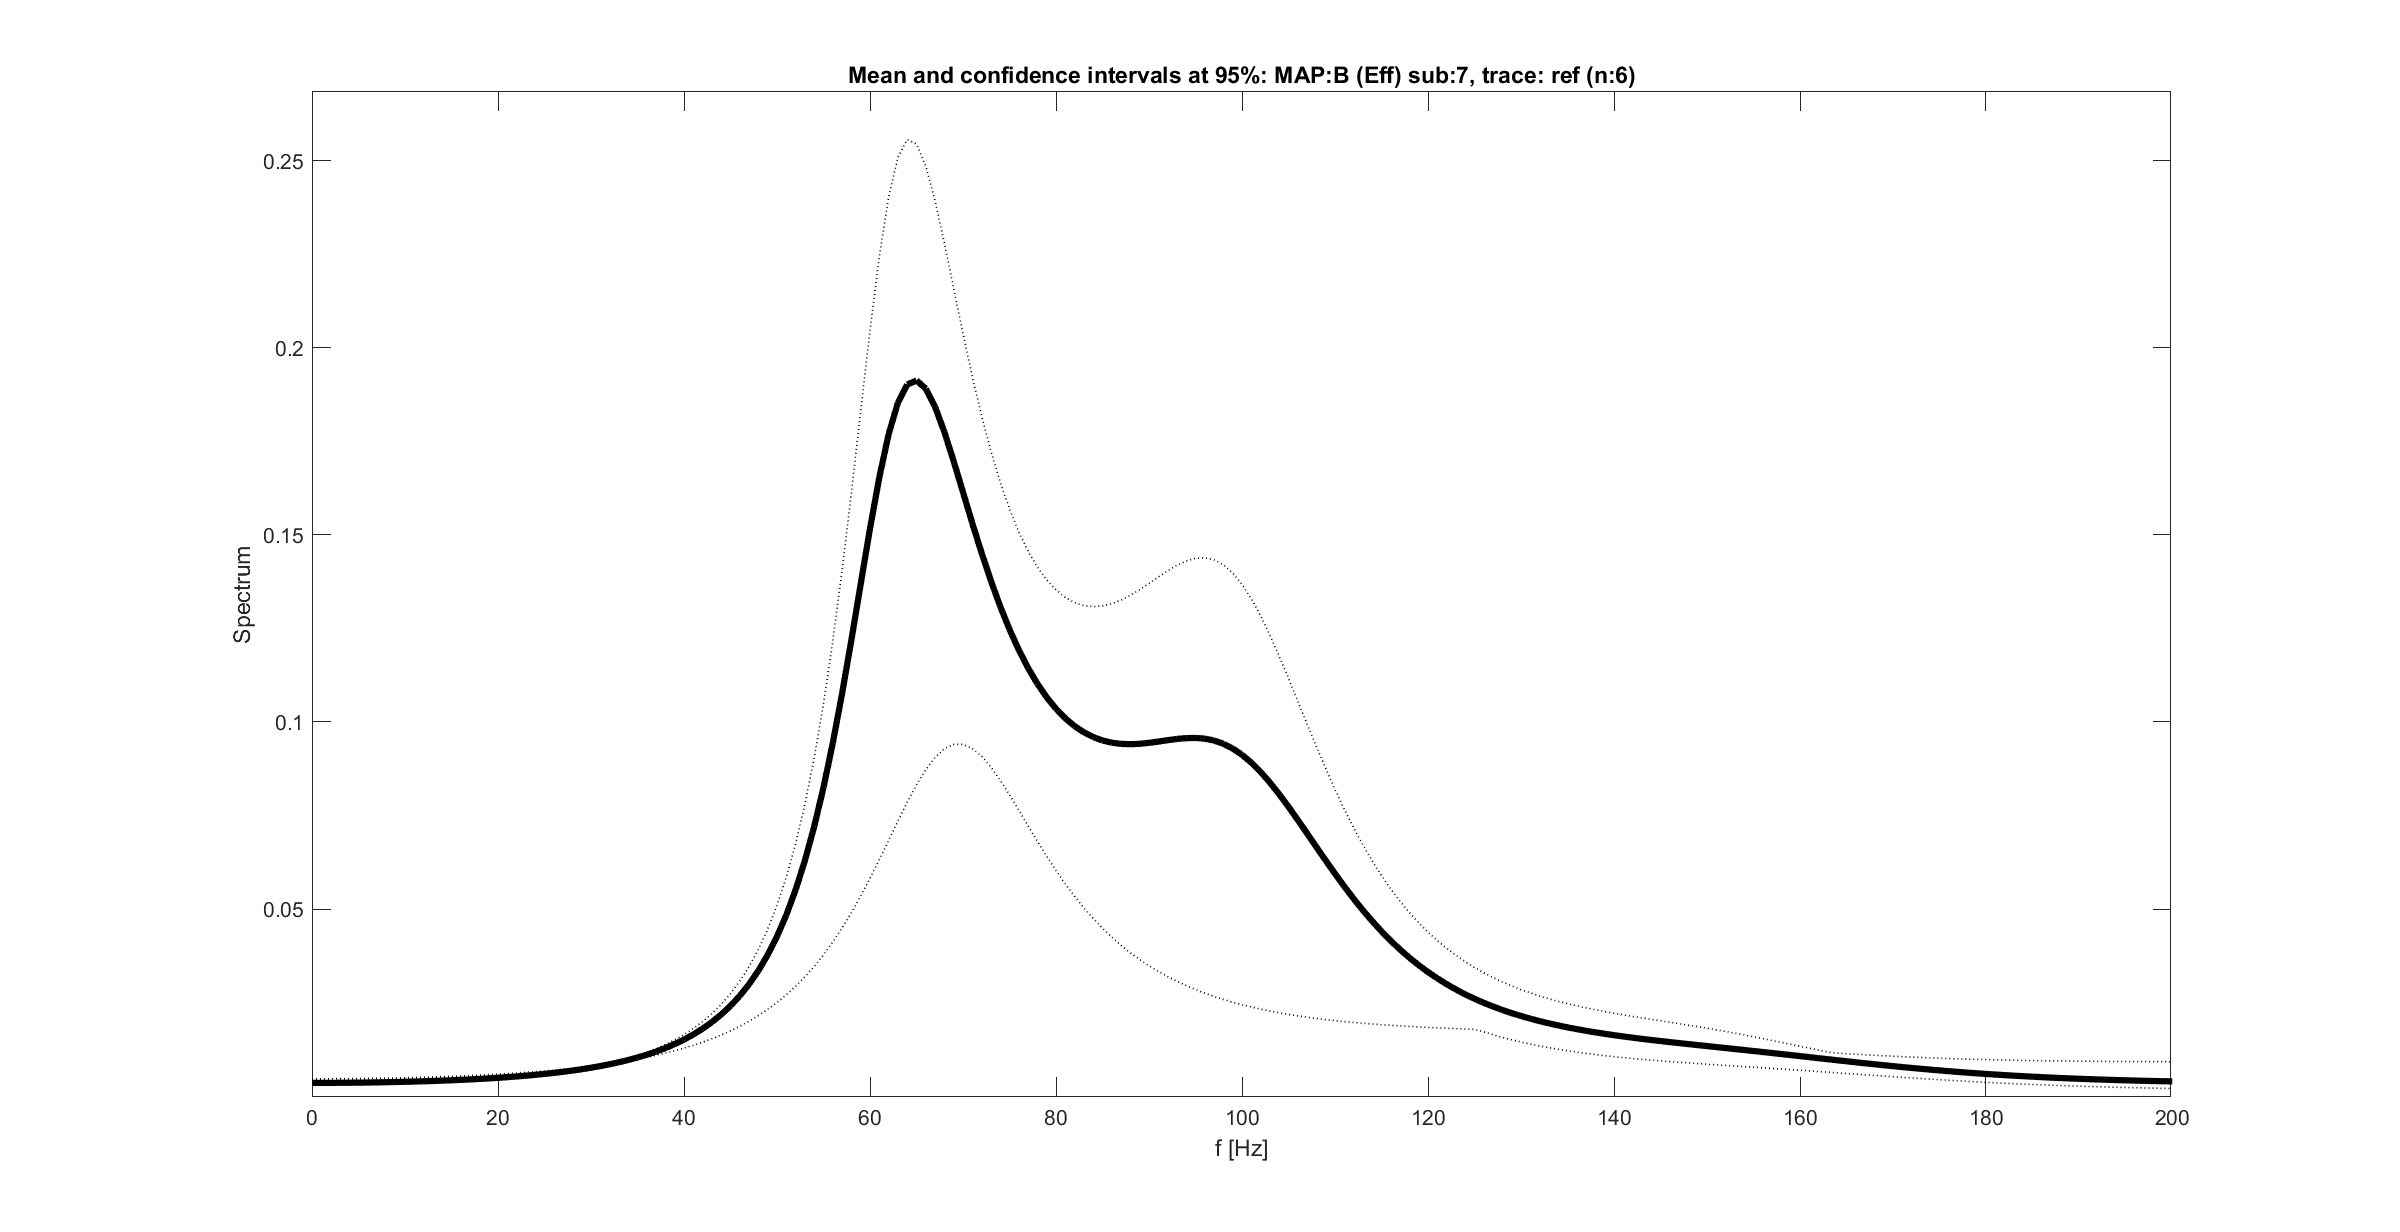 Mean and confidence intervals at 95%: MAP:B (Eff) sub:7, trace: ref (n:6)
0.25
0.2
0.15
0.1
0.05
Spectrum
0 20 40 60 80 100 120 140 160 180 200
f [Hz]